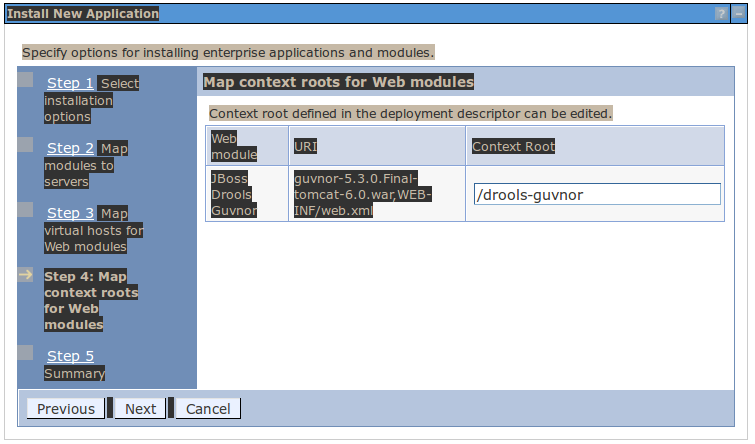 Install New Application
? –
Specify options for installing enterprise applications and modules.
Step 1 Select
installation
options
Step 2 Map
modules to
servers
Step 3 Map
virtual hosts for
Web modules
Step 4: Map
context roots
for Web
modules
Step 5
Summary
Map context roots for Web modules
Context root defined in the deployment descriptor can be edited.
Web
module
URI
Context Root
JBoss
Drools
Guvnor
guvnor-5.3.0.Final-
tomcat-6.0.war,WEB-
INF/web.xml
/drools-guvnor
Previous Next Cancel